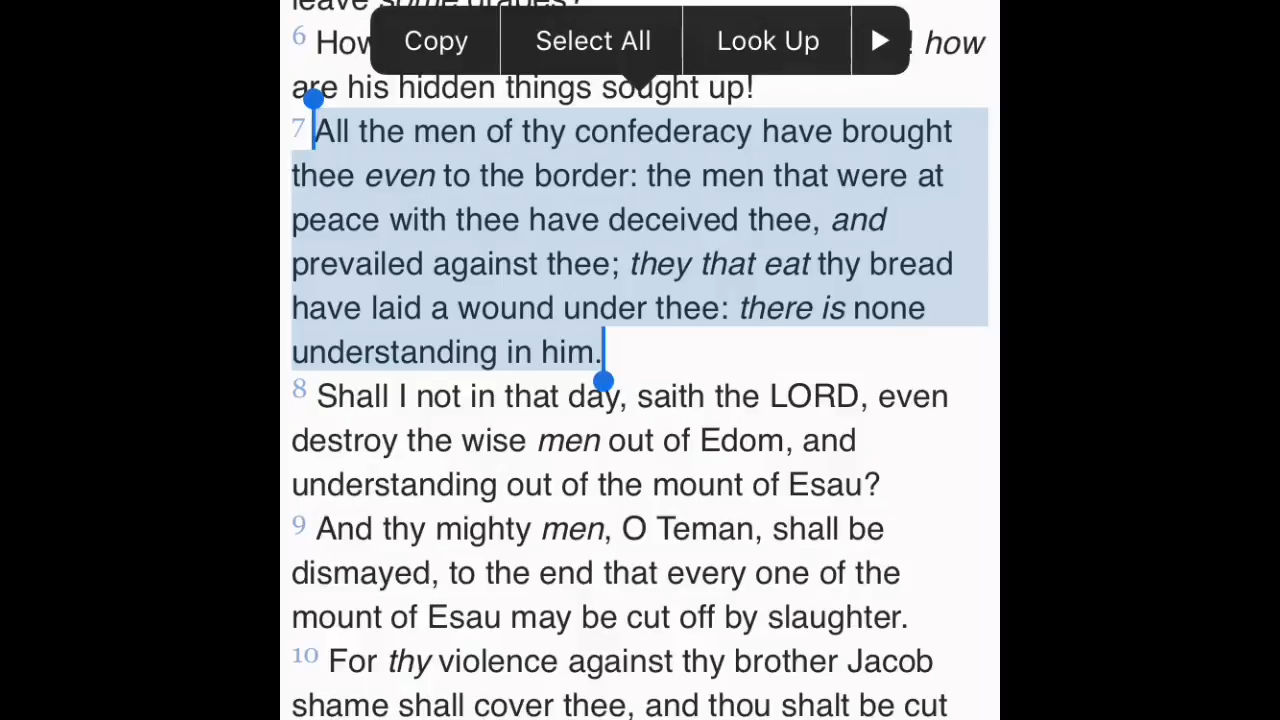 leave some grapes?
Copy Select All Look Up
6 How ! how
are his hidden things sought up!
7 All the men of thy confederacy have brought
thee even to the border: the men that were at
peace with thee have deceived thee, and
prevailed against thee; they that eat thy bread
have laid a wound under thee: there is none
understanding in him.
8 Shall I not in that day, saith the LORD, even
destroy the wise men out of Edom, and
understanding out of the mount of Esau?
9 And thy mighty men, O Teman, shall be
dismayed, to the end that every one of the
mount of Esau may be cut off by slaughter.
10 For thy violence against thy brother Jacob
shame shall cover thee, and thou shalt be cut